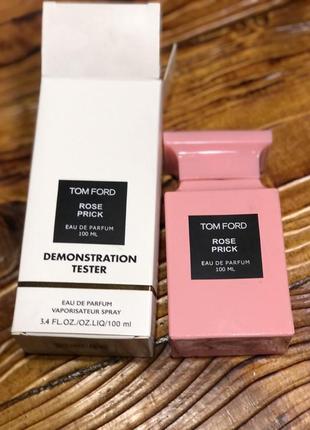 TOM FORD
ROSE
PRICK
EAU DE PARFUM
100 ML
DEMONSTRATION
TESTER
EAU DE PARFUM
VAPORISATEUR SPRAY
3.4 FL.OZ./OZ.LIQ/100 ml
TOM FORD
ROSE
PRICK
EAU DE PARFUM
100 ML